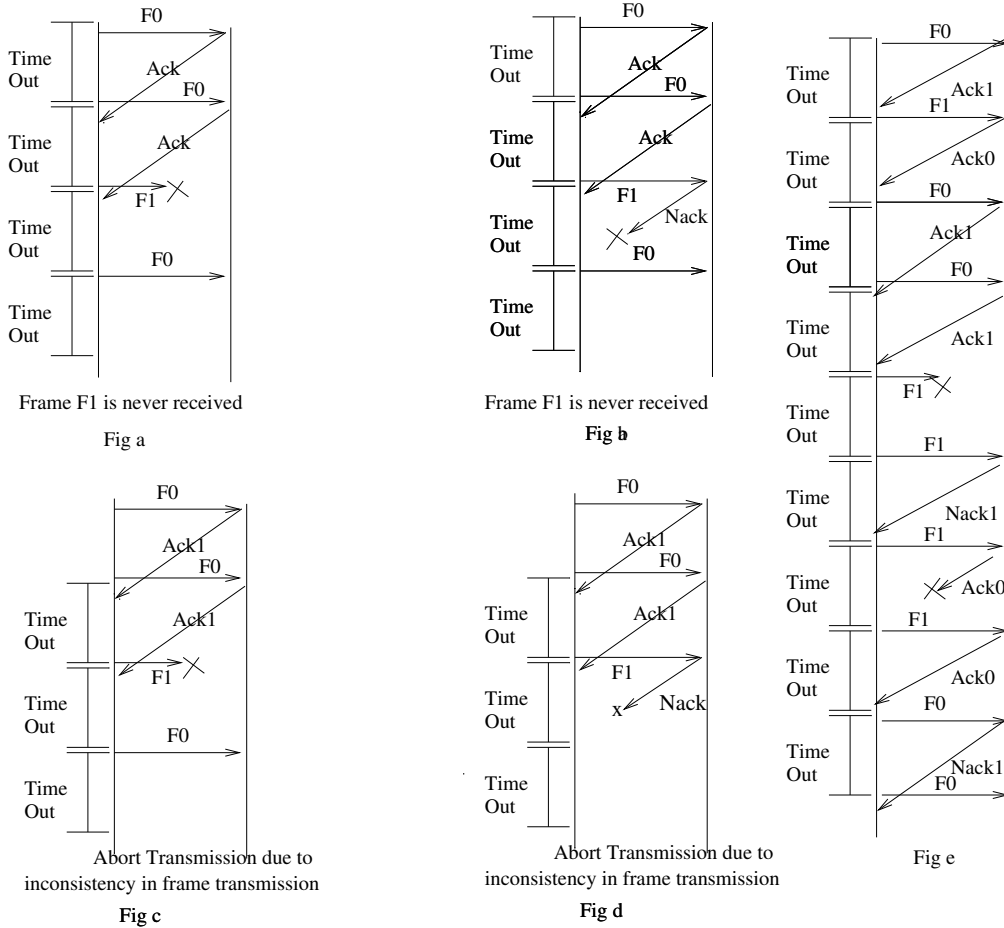 F0
Time
Out
Ack
F0
Time
Out
Ack
F1
Time
Out
F0
Time
Out
Frame F1 is never received
Fig a
F0
Time
Out
Ack
F0
Time
Out
Ack
F1
Nack
Time
Out
F0
Time
Out
Frame F1 is never received
Fig b
F0
Ack1
F0
Time
Out
Ack1
F1
Time
Out
F0
Time
Out
Abort Transmission due to
inconsistency in frame transmission
Fig c
F0
Ack1
F0
Time
Out
Ack1
F1
Time
Out
Nack
x
Time
Out
Abort Transmission due to
inconsistency in frame transmission
Fig d
F0
Time
Out
Ack1
F1
Time
Out
Ack0
F0
Time
Out
Ack1
F0
Time
Out
Ack1
F1
Time
Out
F1
Time
Out
Nack1
F1
Time
Out
Ack0
F1
Time
Out
Ack0
F0
Time
Out
Nack1
F0
Fig e